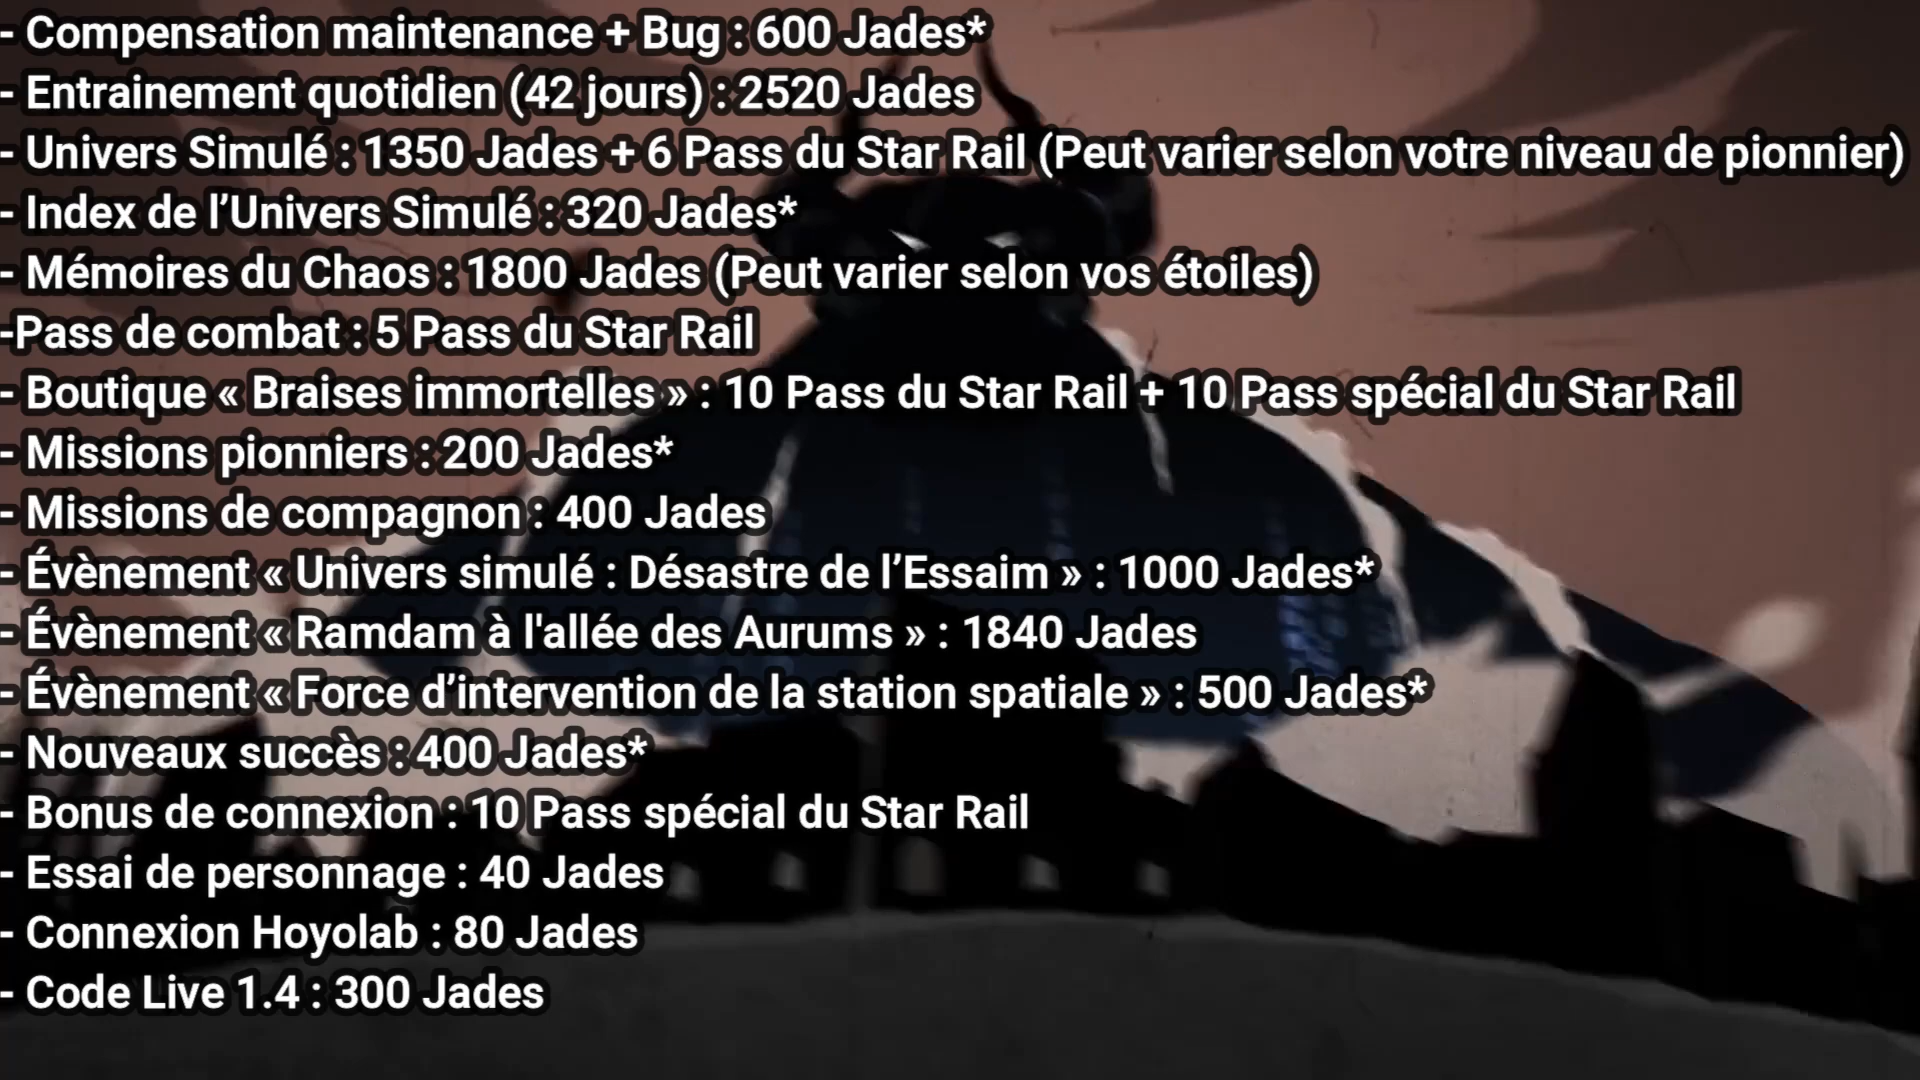 - Compensation maintenance + Bug : 600 Jades*
- Entrainement quotidien (42 jours) : 2520 Jades
- Univers Simulé : 1350 Jades + 6 Pass du Star Rail (Peut varier selon votre niveau de pionnier)
- Index de l’Univers Simulé : 320 Jades*
- Mémoires du Chaos : 1800 Jades (Peut varier selon vos étoiles)
-Pass de combat : 5 Pass du Star Rail
- Boutique « Braises immortelles » : 10 Pass du Star Rail + 10 Pass spécial du Star Rail
- Missions pionniers : 200 Jades*
- Missions de compagnon : 400 Jades
- Évènement « Univers simulé : Désastre de l’Essaim » : 1000 Jades*
- Évènement « Ramdam à l'allée des Aurums » : 1840 Jades
- Évènement « Force d’intervention de la station spatiale » : 500 Jades*
- Nouveaux succès : 400 Jades*
- Bonus de connexion : 10 Pass spécial du Star Rail
- Essai de personnage : 40 Jades
- Connexion Hoyolab : 80 Jades
- Code Live 1.4 : 300 Jades